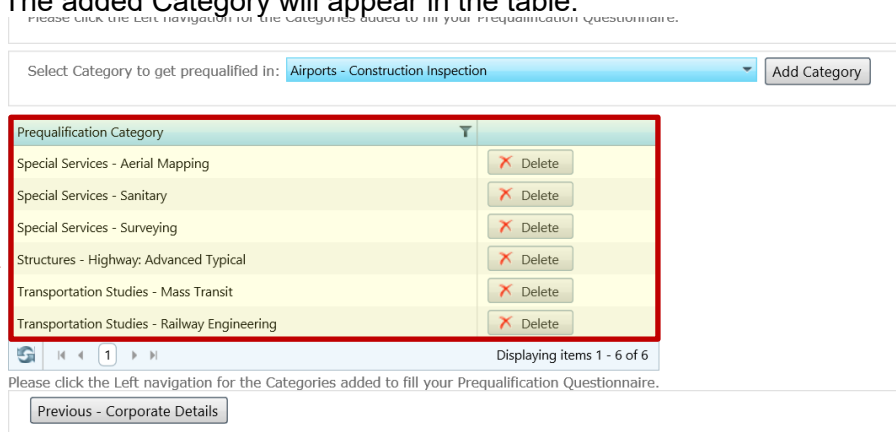 The added Category will appear in the table.
Please click the Left navigation for the Categories added to fill your Prequalification Questionnaire.
Select Category to get prequalified in: Airports - Construction Inspection Add Category
Prequalification Category
Special Services - Aerial Mapping Delete
Special Services - Sanitary Delete
Special Services - Surveying Delete
Structures - Highway: Advanced Typical Delete
Transportation Studies - Mass Transit Delete
Transportation Studies - Railway Engineering Delete
1 Displaying items 1 - 6 of 6
Please click the Left navigation for the Categories added to fill your Prequalification Questionnaire.
Previous - Corporate Details